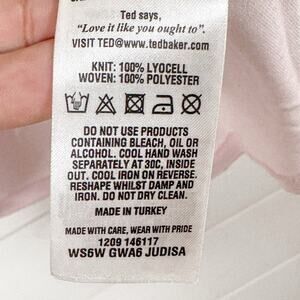 Ted says,
"Love it like you ought to".
VISIT TED@WWW.TEDBAKER.COM
KNIT: 100% LYOCELL
WOVEN: 100% POLYESTER
DO NOT USE PRODUCTS
CONTAINING BLEACH, OIL OR
ALCOHOL. COOL HAND WASH
SEPARATELY AT 30C, INSIDE
OUT. COOL IRON ON REVERSE.
RESHAPE WHILST DAMP AND
IRON. DO NOT DRY CLEAN.
MADE IN TURKEY
MADE WITH CARE, WEAR WITH PRIDE
1209 146117
WS6W GWA6 JUDISA